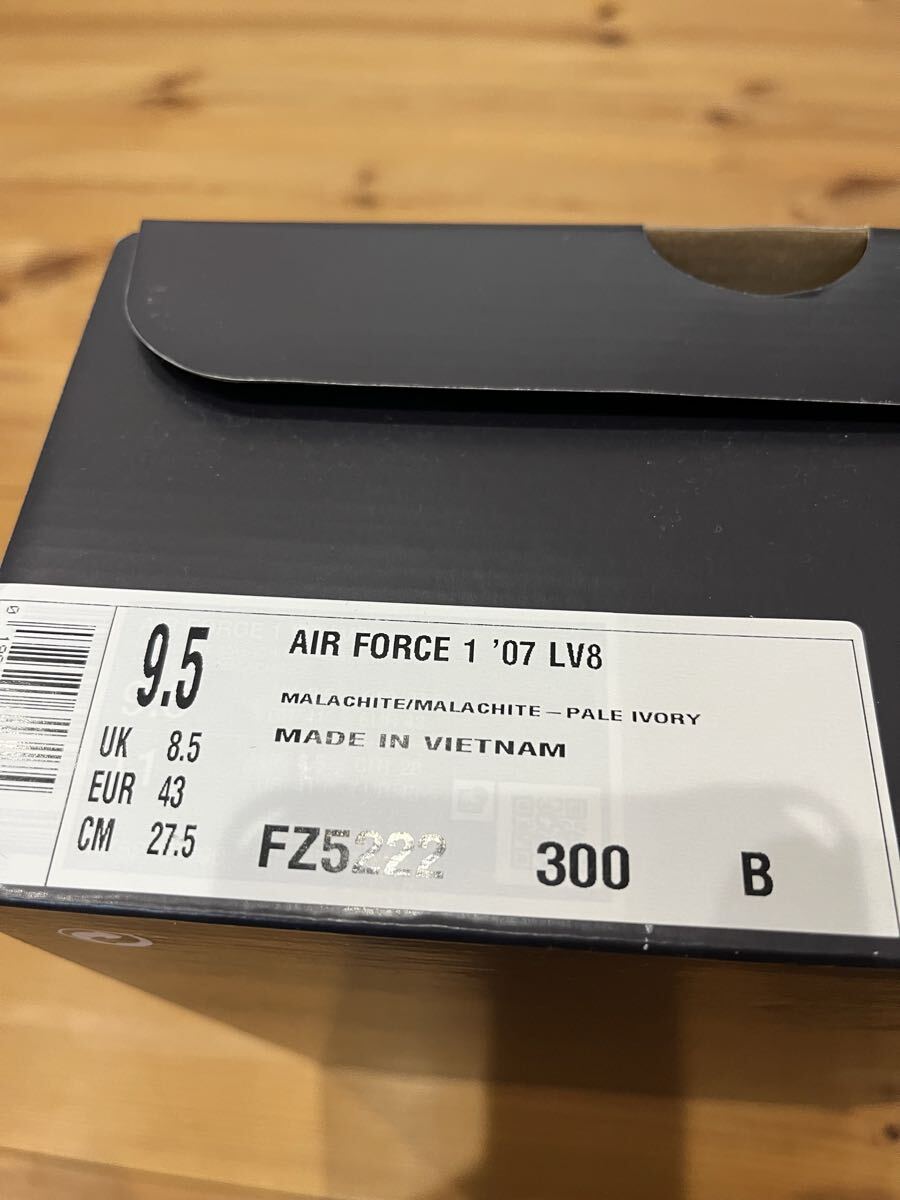 9.5
AIR FORCE 1 ’07 LV8
MALACHITE/MALACHITE–PALE IVORY
UK 8.5
MADE IN VIETNAM
EUR 43
CM 27.5
FZ5222 300 B